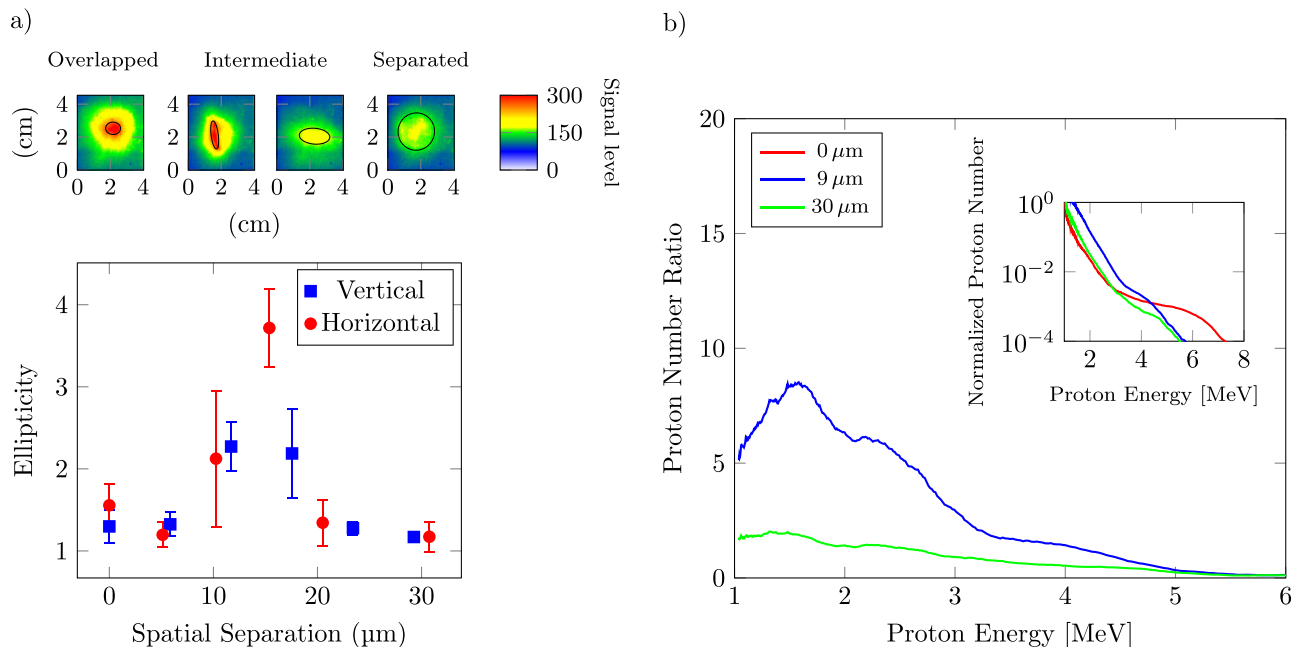 a)
Overlapped Intermediate Separated
(cm)
4
2
0
0 2 4 0 2 4 0 2 4 0 2 4
(cm)
300
150
0
Signal level
4
3
2
1
Ellipticity
Vertical
Horizontal
0 10 20 30
Spatial Separation (µm)
b)
20
15
10
5
0
Proton Number Ratio
0 μm
9 μm
30 μm
1 2 3 4 5 6
Proton Energy [MeV]
Normalized Proton Number
10⁰
10⁻²
10⁻⁴
2 4 6 8
Proton Energy [MeV]